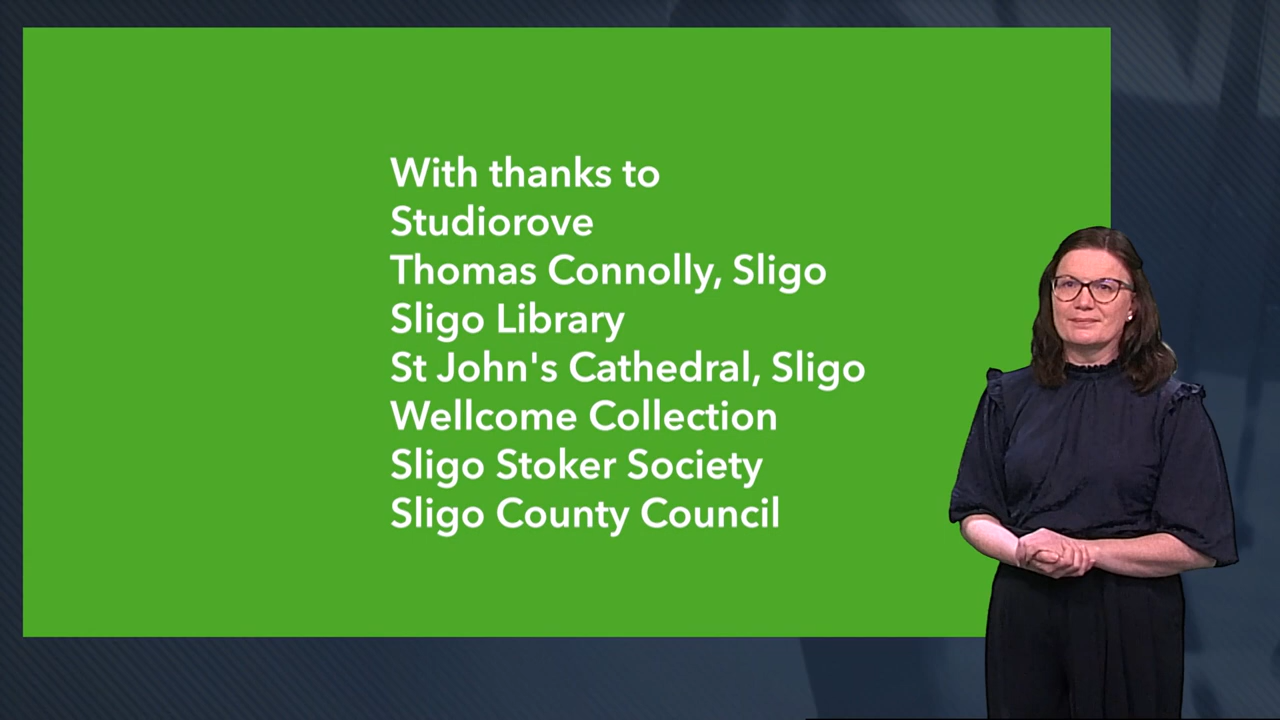 With thanks to
Studiorove
Thomas Connolly, Sligo
Sligo Library
St John's Cathedral, Sligo
Wellcome Collection
Sligo Stoker Society
Sligo County Council